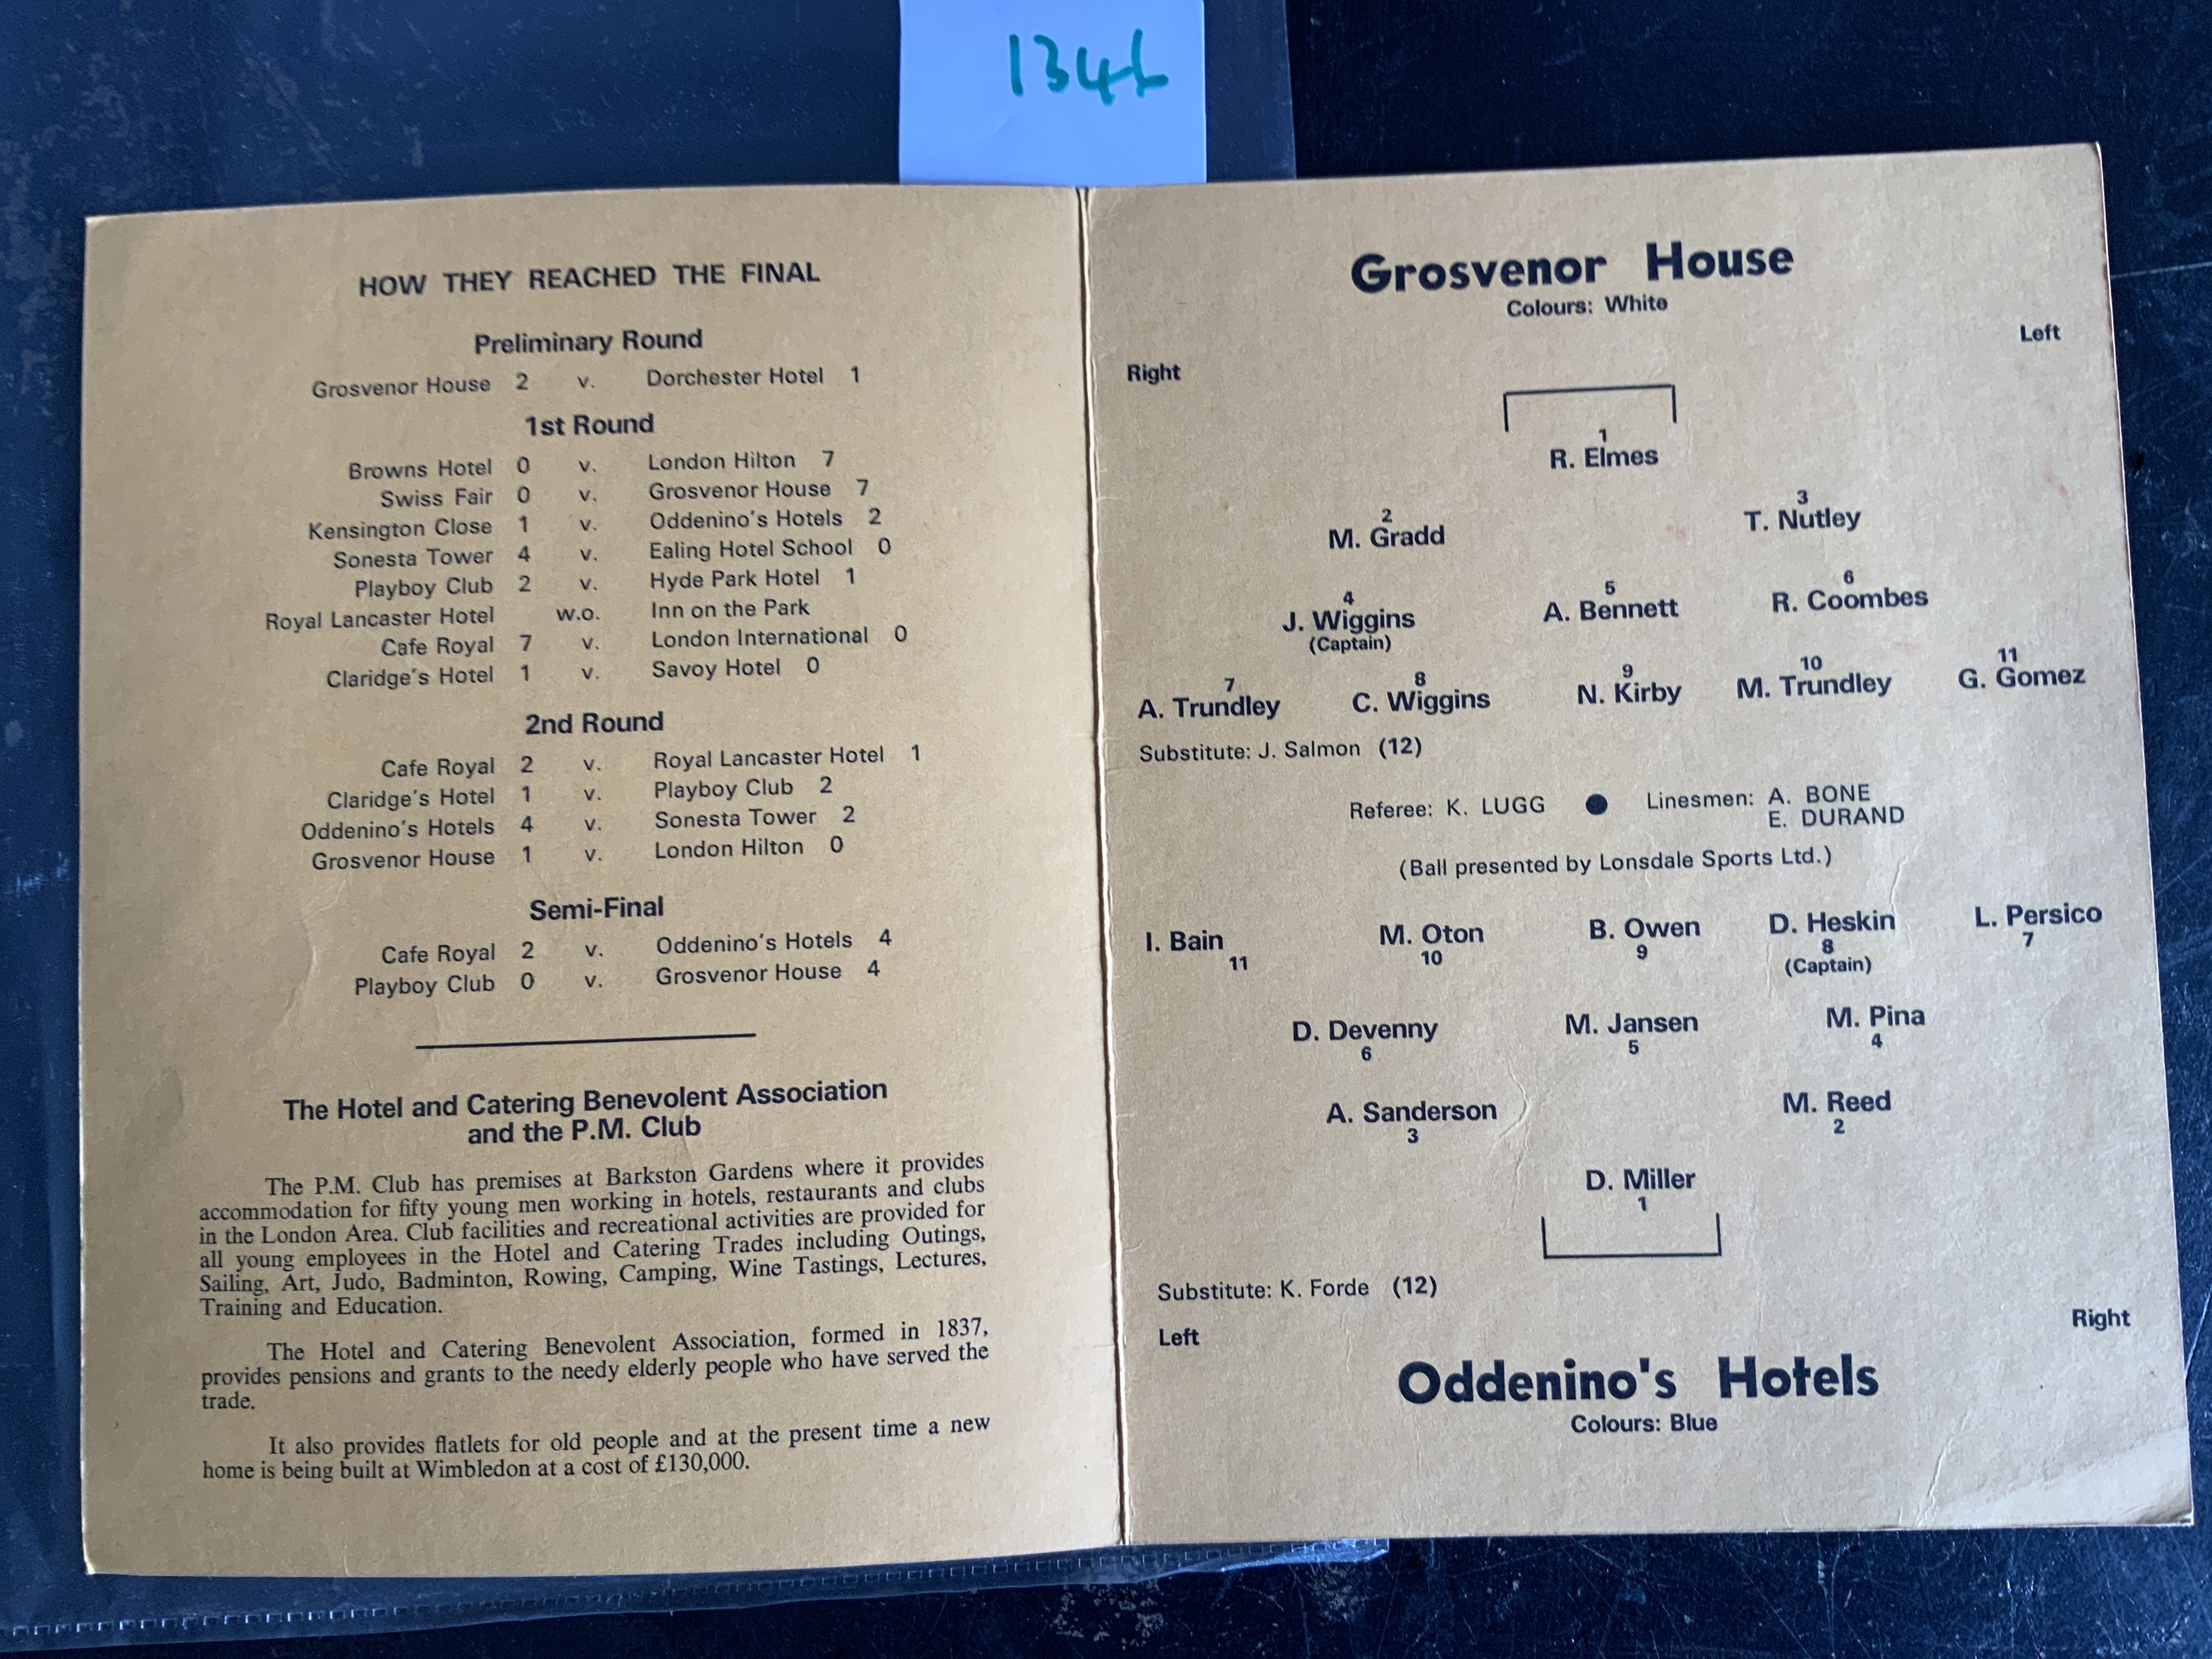 134b
HOW THEY REACHED THE FINAL
Preliminary Round
Grosvenor House 2 v. Dorchester Hotel 1
1st Round
Browns Hotel 0 v. London Hilton 7
Swiss Fair 0 v. Grosvenor House 7
Kensington Close 1 v. Oddenino's Hotels 2
Sonesta Tower 4 v. Ealing Hotel School 0
Playboy Club 2 v. Hyde Park Hotel 1
Royal Lancaster Hotel w.o. Inn on the Park
Cafe Royal 7 v. London International 0
Claridge's Hotel 1 v. Savoy Hotel 0
2nd Round
Cafe Royal 2 v. Royal Lancaster Hotel 1
Claridge's Hotel 1 v. Playboy Club 2
Oddenino's Hotels 4 v. Sonesta Tower 2
Grosvenor House 1 v. London Hilton 0
Semi-Final
Cafe Royal 2 v. Oddenino's Hotels 4
Playboy Club 0 v. Grosvenor House 4
The Hotel and Catering Benevolent Association
and the P.M. Club
The P.M. Club has premises at Barkston Gardens where it provides
accommodation for fifty young men working in hotels, restaurants and clubs
in the London Area. Club facilities and recreational activities are provided for
all young employees in the Hotel and Catering Trades including Outings,
Sailing, Art, Judo, Badminton, Rowing, Camping, Wine Tastings, Lectures,
Training and Education.
The Hotel and Catering Benevolent Association, formed in 1837,
provides pensions and grants to the needy elderly people who have served the
trade.
It also provides flatlets for old people and at the present time a new
home is being built at Wimbledon at a cost of £130,000.
Grosvenor House
Colours: White
Left
Right
1
R. Elmes
2 3
M. Gradd T. Nutley
4 5 6
J. Wiggins A. Bennett R. Coombes
(Captain)
7 8 9 10 11
A. Trundley C. Wiggins N. Kirby M. Trundley G. Gomez
Substitute: J. Salmon (12)
Referee: K. LUGG ● Linesmen: A. BONE
E. DURAND
(Ball presented by Lonsdale Sports Ltd.)
I. Bain M. Oton B. Owen D. Heskin L. Persico
11 10 9 8 7
(Captain)
D. Devenny M. Jansen M. Pina
6 5 4
A. Sanderson M. Reed
3 2
D. Miller
1
Substitute: K. Forde (12)
Right
Left
Oddenino's Hotels
Colours: Blue